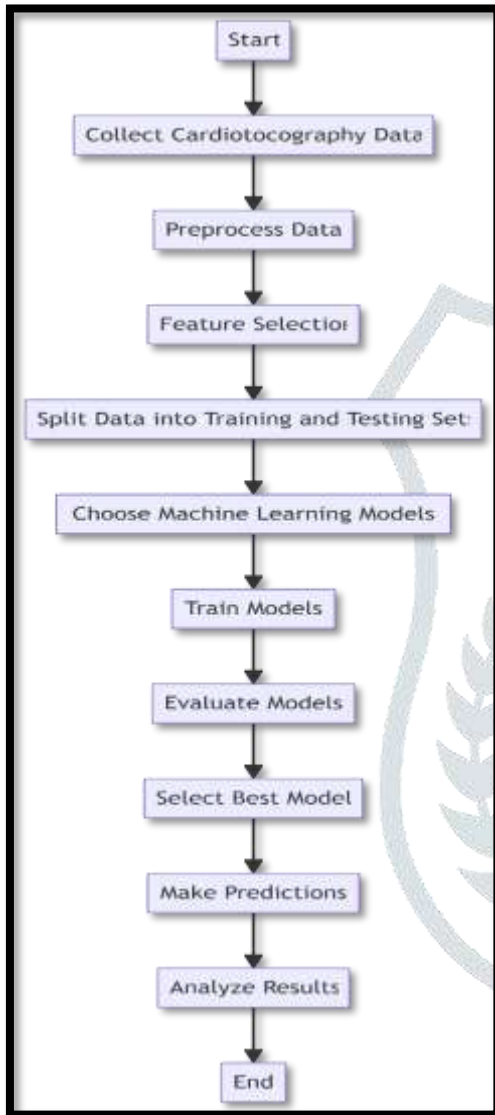 Start
Collect Cardiotocography Data
Preprocess Data
Feature Selection
Split Data into Training and Testing Set
Choose Machine Learning Models
Train Models
Evaluate Models
Select Best Model
Make Predictions
Analyze Results
End